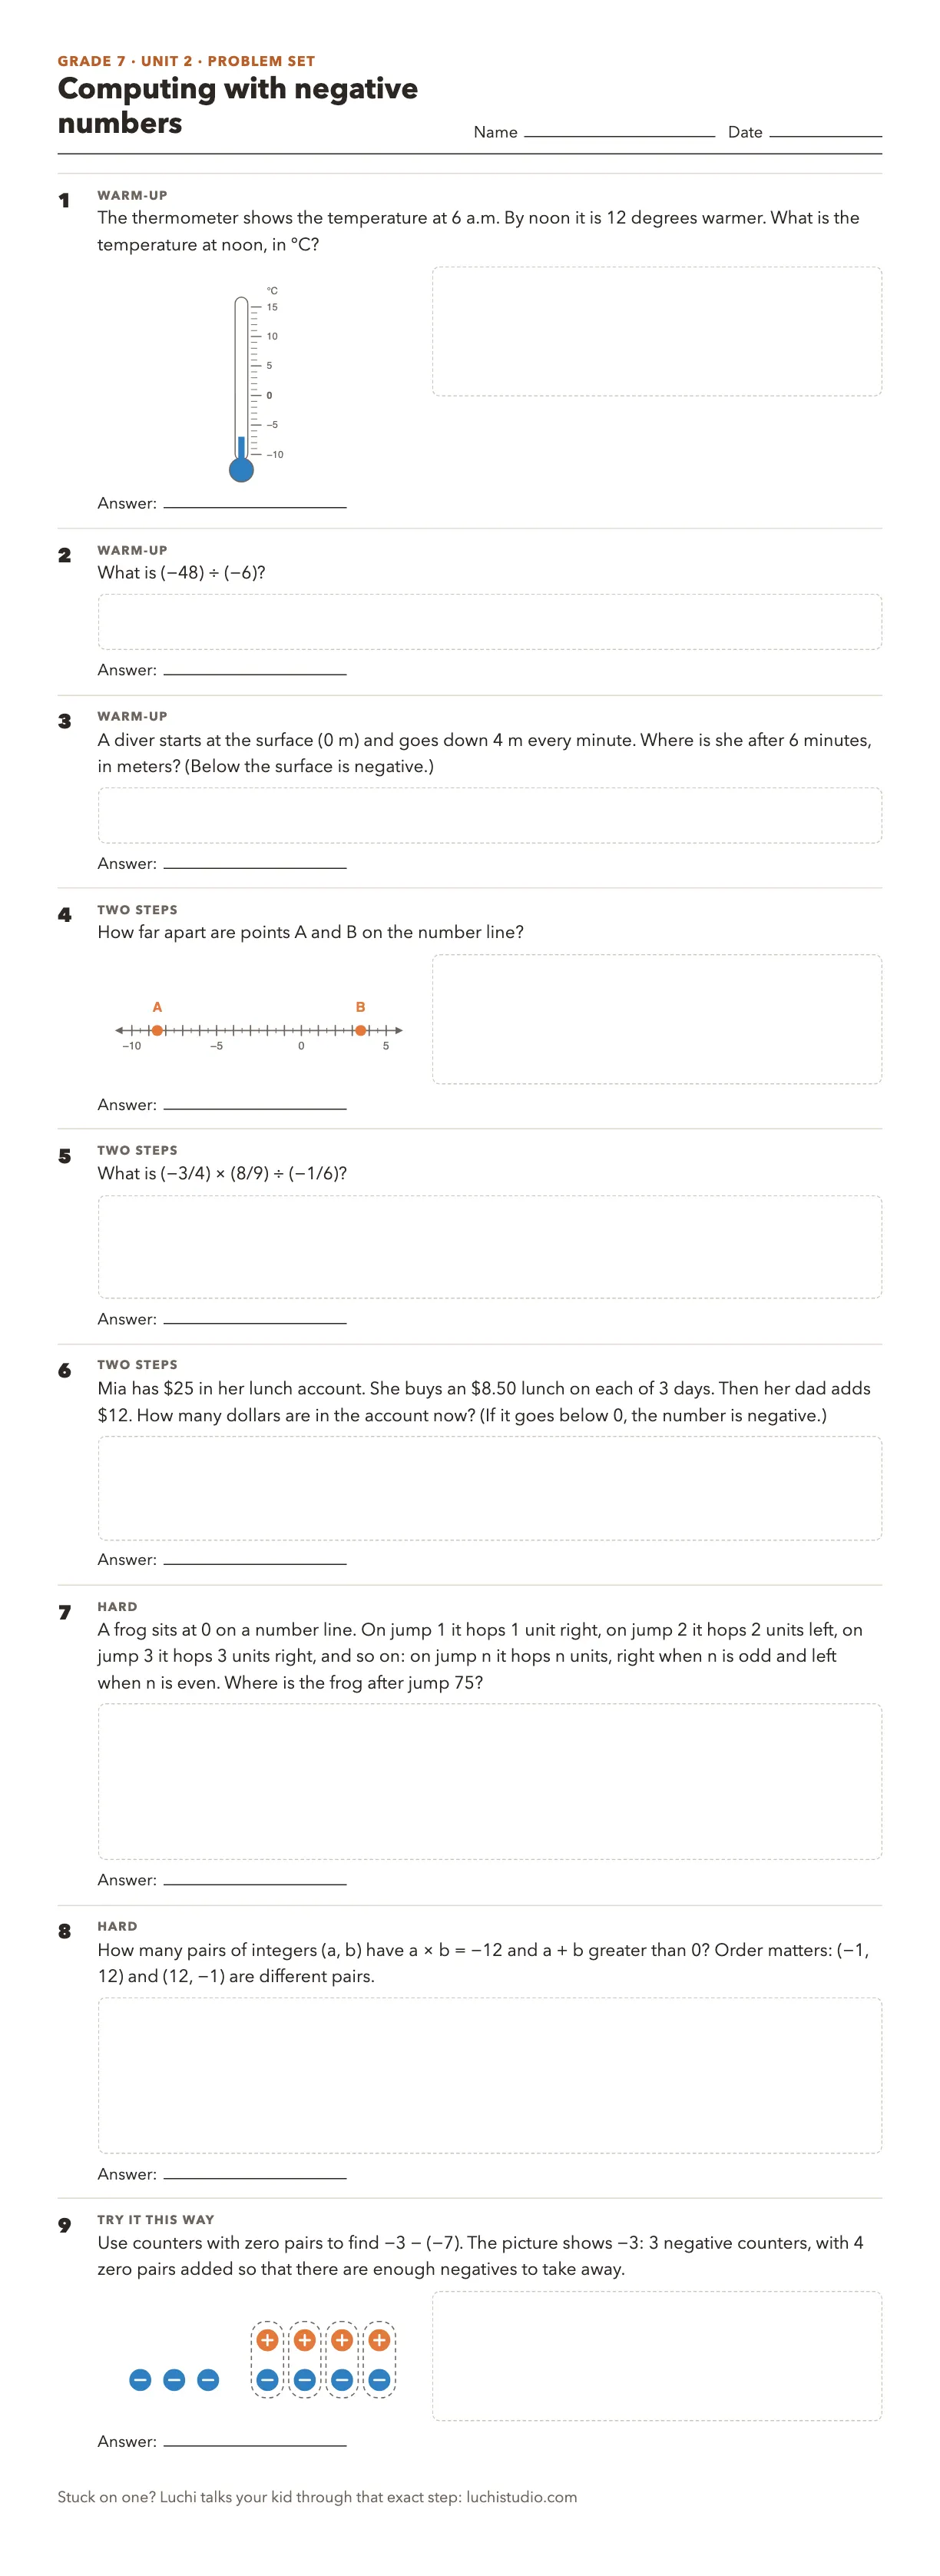 GRADE 7 · UNIT 2 · PROBLEM SET
Computing with negative
numbers
Name Date
1
WARM-UP
The thermometer shows the temperature at 6 a.m. By noon it is 12 degrees warmer. What is the
temperature at noon, in °C?
°C
15
10
5
0
−5
−10
Answer:
2
WARM-UP
What is (−48) ÷ (−6)?
Answer:
3
WARM-UP
A diver starts at the surface (0 m) and goes down 4 m every minute. Where is she after 6 minutes,
in meters? (Below the surface is negative.)
Answer:
4
TWO STEPS
How far apart are points A and B on the number line?
A B
−10 −5 0 5
Answer:
5
TWO STEPS
What is (−3/4) × (8/9) ÷ (−1/6)?
Answer:
6
TWO STEPS
Mia has $25 in her lunch account. She buys an $8.50 lunch on each of 3 days. Then her dad adds
$12. How many dollars are in the account now? (If it goes below 0, the number is negative.)
Answer:
7
HARD
A frog sits at 0 on a number line. On jump 1 it hops 1 unit right, on jump 2 it hops 2 units left, on
jump 3 it hops 3 units right, and so on: on jump n it hops n units, right when n is odd and left
when n is even. Where is the frog after jump 75?
Answer:
8
HARD
How many pairs of integers (a, b) have a × b = −12 and a + b greater than 0? Order matters: (−1,
12) and (12, −1) are different pairs.
Answer:
9
TRY IT THIS WAY
Use counters with zero pairs to find −3 − (−7). The picture shows −3: 3 negative counters, with 4
zero pairs added so that there are enough negatives to take away.
+ + + +
− − − − − − −
Answer:
Stuck on one? Luchi talks your kid through that exact step: luchistudio.com